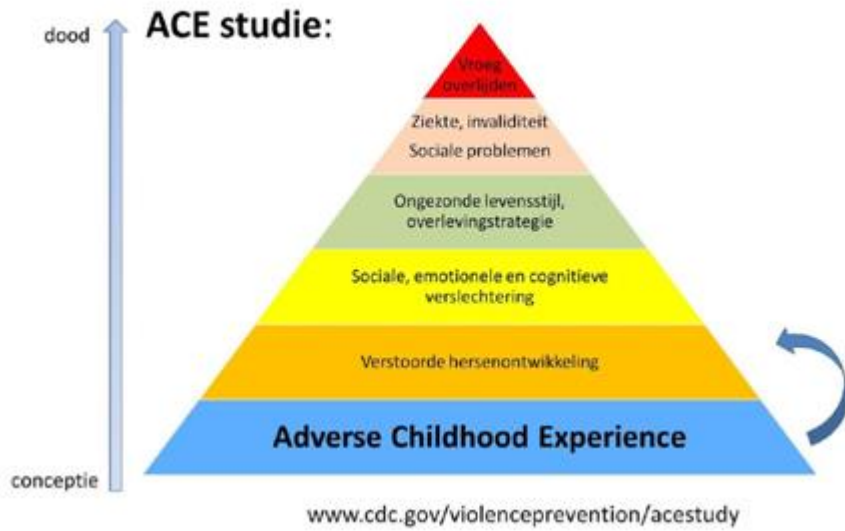 ACE studie:
dood
Vroeg
overlijden
Ziekte, invaliditeit
Sociale problemen
Ongezonde levensstijl,
overlevingstrategie
Sociale, emotionele en cognitieve
verslechtering
Verstoorde hersenontwikkeling
Adverse Childhood Experience
conceptie
www.cdc.gov/violenceprevention/acestudy